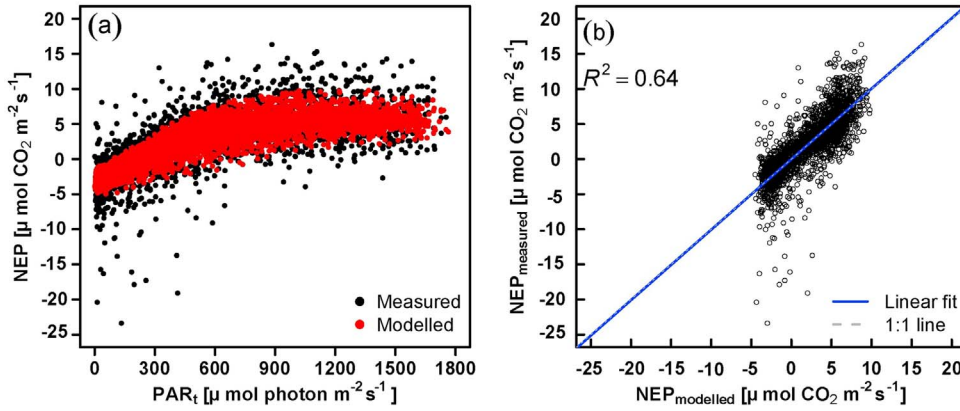 (a)
NEP [µ mol CO₂ m⁻² s⁻¹]
20
15
10
5
0
-5
-10
-15
-20
-25
Measured
Modelled
0 300 600 900 1200 1500 1800
PARₜ [µ mol photon m⁻² s⁻¹]
(b)
R² = 0.64
NEPmeasured [µ mol CO₂ m⁻² s⁻¹]
20
15
10
5
0
-5
-10
-15
-20
-25
Linear fit
1:1 line
-25 -20 -15 -10 -5 0 5 10 15 20
NEPmodelled [µ mol CO₂ m⁻² s⁻¹]